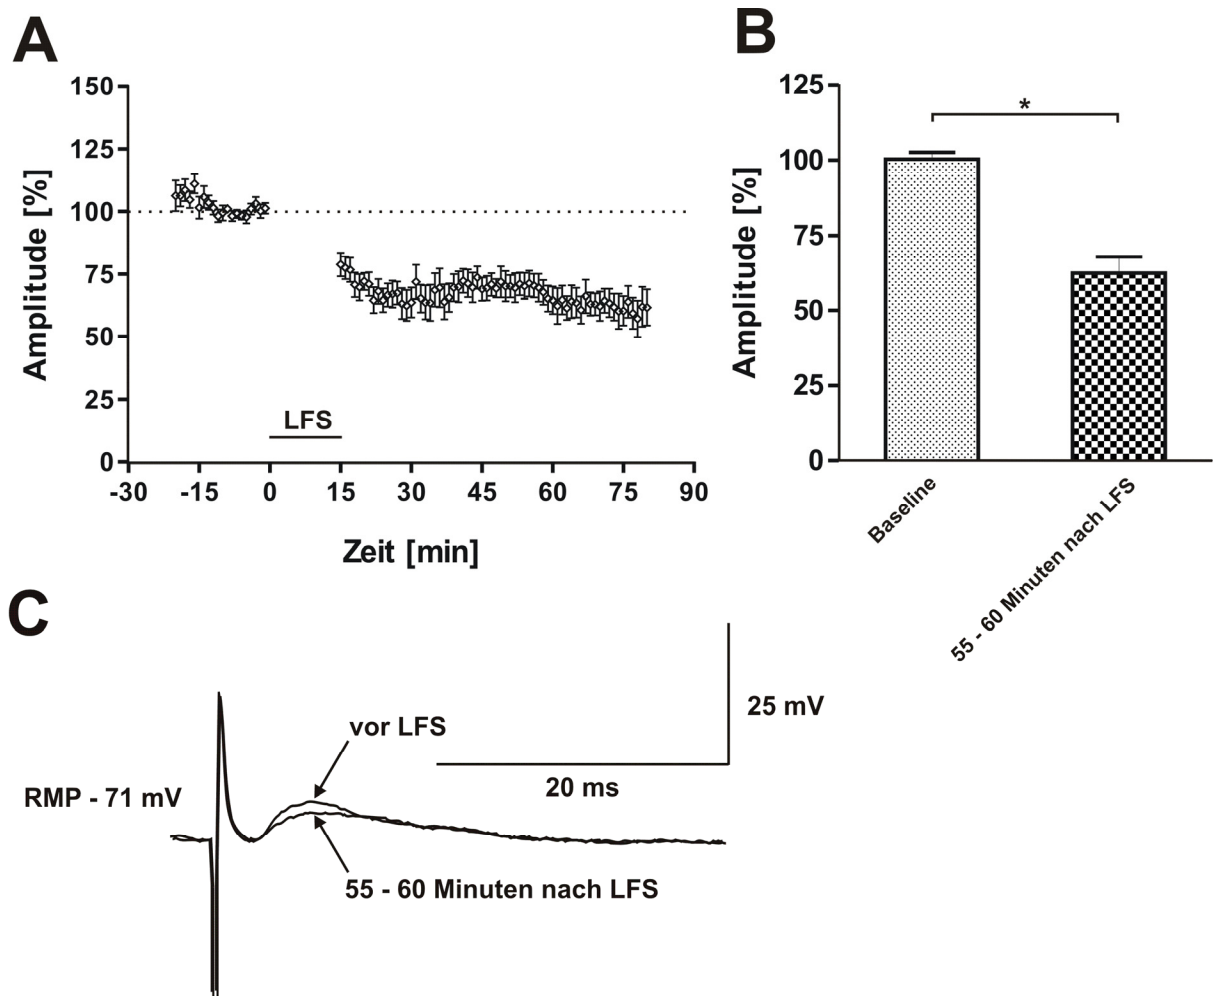 A
150
125
100
75
50
25
0
Amplitude [%]
LFS
-30 -15 0 15 30 45 60 75 90
Zeit [min]
B
125
100
75
50
25
0
Amplitude [%]
*
Baseline
55 - 60 Minuten nach LFS
C
25 mV
vor LFS
20 ms
RMP - 71 mV
55 - 60 Minuten nach LFS